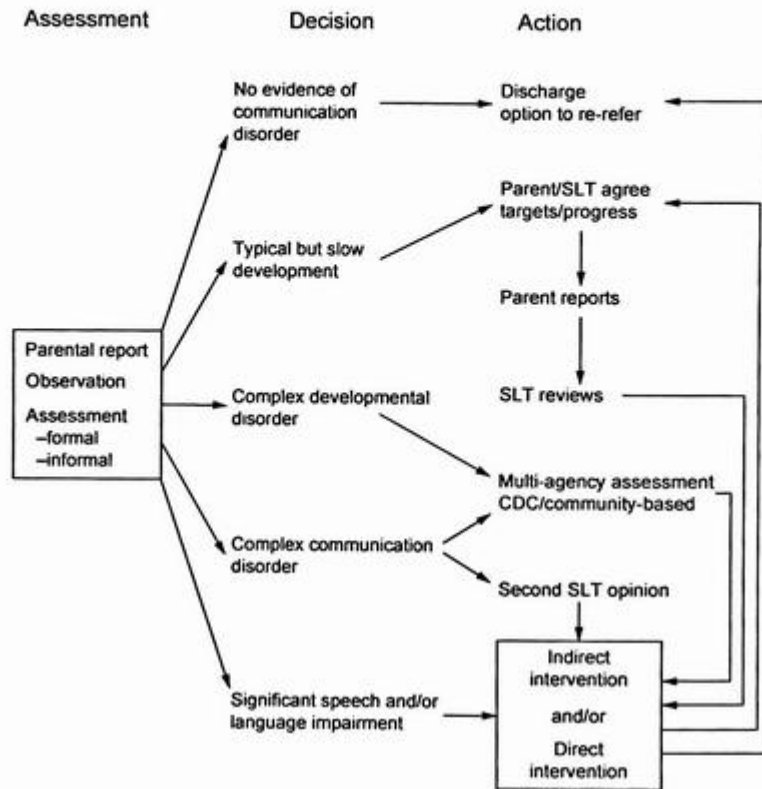 Assessment
Decision
Action
No evidence of
communication
disorder
Discharge
option to re-refer
Typical but slow
development
Parent/SLT agree
targets/progress
Parent reports
SLT reviews
Parental report
Observation
Assessment
–formal
–informal
Complex developmental
disorder
Multi-agency assessment
CDC/community-based
Complex communication
disorder
Second SLT opinion
Significant speech and/or
language impairment
Indirect
intervention
and/or
Direct
intervention